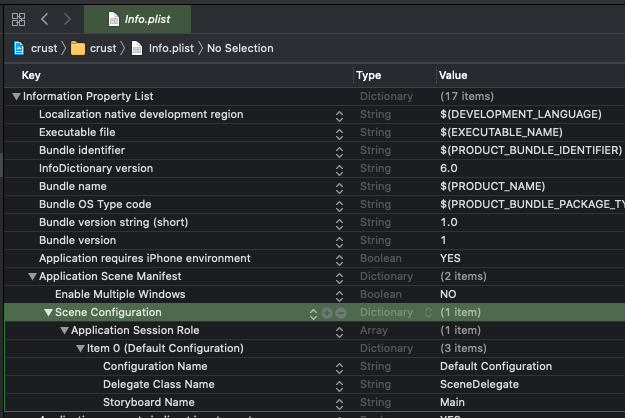 Info.plist
crust crust Info.plist No Selection
Key Type Value
Information Property List Dictionary (17 items)
Localization native development region String $(DEVELOPMENT_LANGUAGE)
Executable file String $(EXECUTABLE_NAME)
Bundle identifier String $(PRODUCT_BUNDLE_IDENTIFIER)
InfoDictionary version String 6.0
Bundle name String $(PRODUCT_NAME)
Bundle OS Type code String $(PRODUCT_BUNDLE_PACKAGE_TY
Bundle version string (short) String 1.0
Bundle version String 1
Application requires iPhone environment Boolean YES
Application Scene Manifest Dictionary (2 items)
Enable Multiple Windows Boolean NO
Scene Configuration Dictionary (1 item)
Application Session Role Array (1 item)
Item 0 (Default Configuration) Dictionary (3 items)
Configuration Name String Default Configuration
Delegate Class Name String SceneDelegate
Storyboard Name String Main